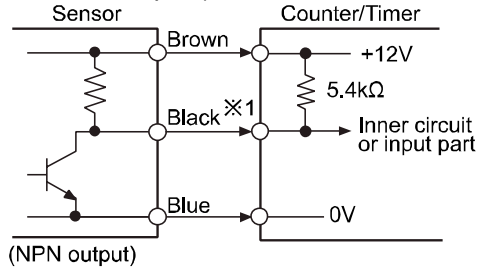 Sensor
Counter/Timer
Brown
+12V
5.4kΩ
Black ※1
Inner circuit
or input part
Blue
0V
(NPN output)